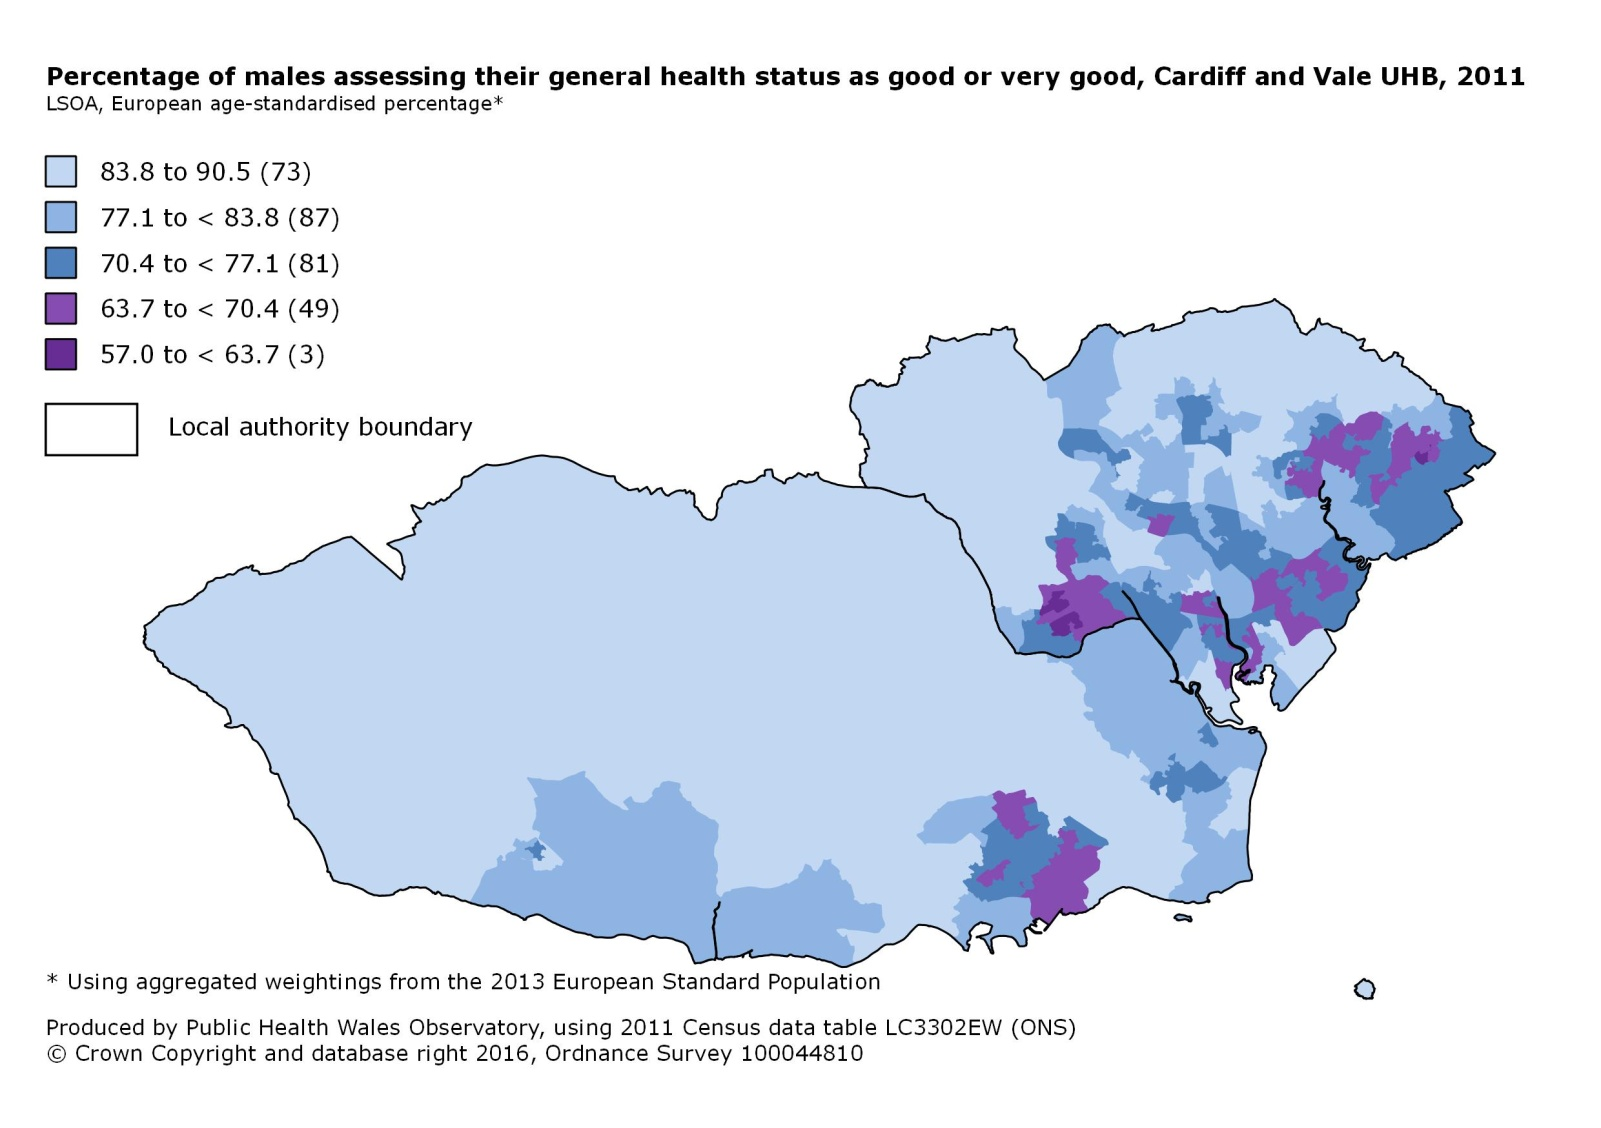 Percentage of males assessing their general health status as good or very good, Cardiff and Vale UHB, 2011
LSOA, European age-standardised percentage*
83.8 to 90.5 (73)
77.1 to < 83.8 (87)
70.4 to < 77.1 (81)
63.7 to < 70.4 (49)
57.0 to < 63.7 (3)
Local authority boundary
* Using aggregated weightings from the 2013 European Standard Population
Produced by Public Health Wales Observatory, using 2011 Census data table LC3302EW (ONS)
© Crown Copyright and database right 2016, Ordnance Survey 100044810